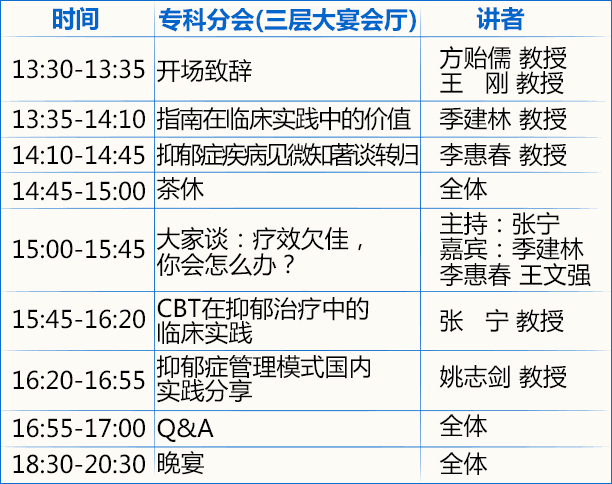 时间 专科分会(三层大宴会厅) 讲者
13:30-13:35 开场致辞 方贻儒 教授
王 刚 教授
13:35-14:10 指南在临床实践中的价值 季建林 教授
14:10-14:45 抑郁症疾病见微知著谈转归 李惠春 教授
14:45-15:00 茶休 全体
15:00-15:45 大家谈：疗效欠佳，
你会怎么办？
主持：张宁
嘉宾：季建林
李惠春 王文强
15:45-16:20 CBT在抑郁治疗中的
临床实践
张 宁 教授
16:20-16:55 抑郁症管理模式国内
实践分享
姚志剑 教授
16:55-17:00 Q&A 全体
18:30-20:30 晚宴 全体